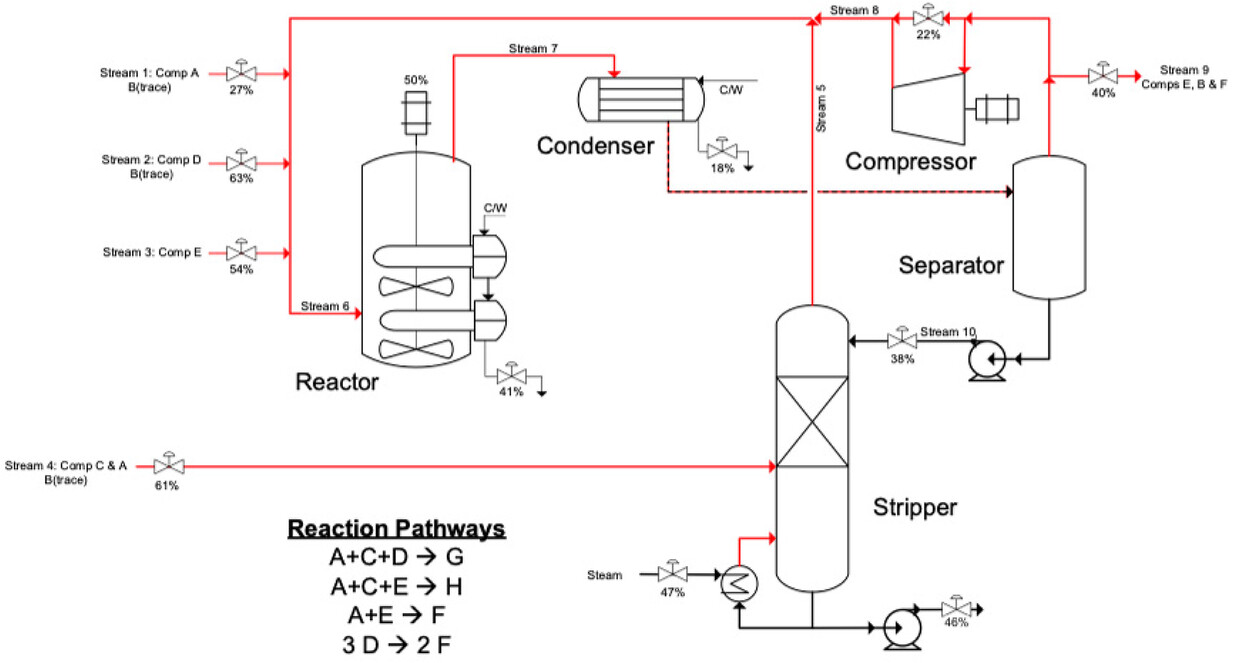 Stream 8
22%
Stream 7
Stream 1: Comp A
B(trace)
27%
50%
C/W
Stream 9
Comps E, B & F
40%
Stream 5
Condenser
18%
Compressor
Stream 2: Comp D
B(trace)
63%
C/W
Stream 3: Comp E
54%
Separator
Stream 6
Stream 10
38%
Reactor
41%
Stream 4: Comp C & A
B(trace)
61%
Stripper
Reaction Pathways
A+C+D → G
A+C+E → H
A+E → F
3 D → 2 F
Steam
47%
46%